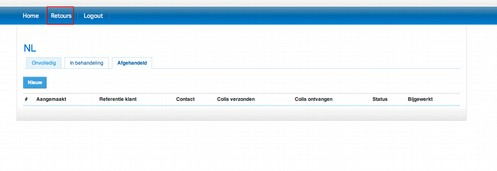 Home Retours Logout
NL
Onvolledig In behandeling Afgehandeld
Nieuw
# Aangemaakt Referentie klant Contact Colis verzonden Colis ontvangen Status Bijgewerkt